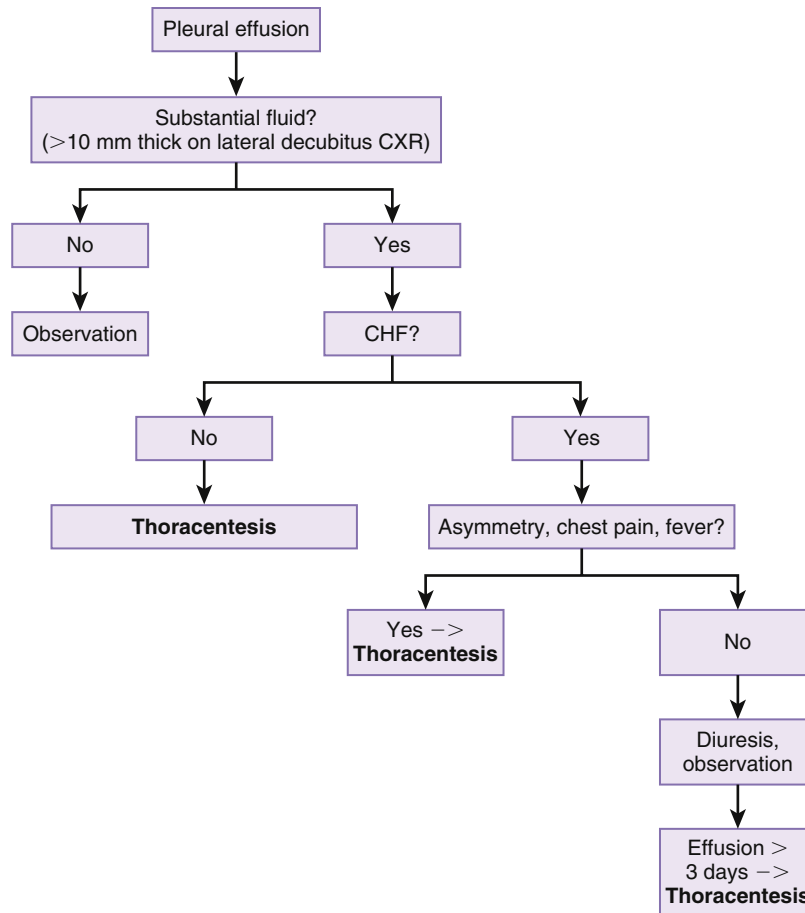 Pleural effusion
Substantial fluid?
(>10 mm thick on lateral decubitus CXR)
No
Yes
Observation
CHF?
No
Yes
Thoracentesis
Asymmetry, chest pain, fever?
Yes −>
Thoracentesis
No
Diuresis,
observation
Effusion >
3 days −>
Thoracentesis